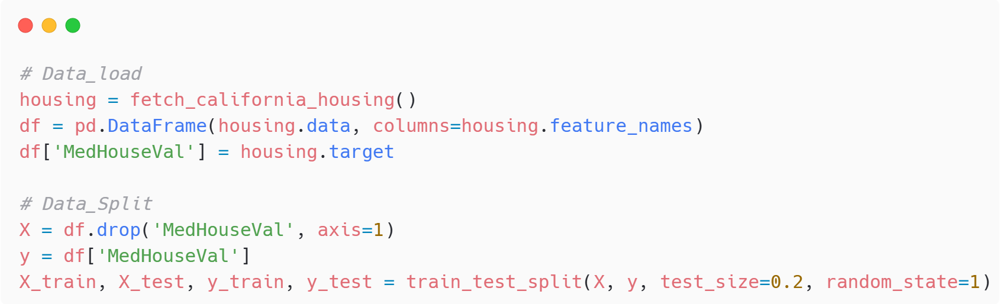 # Data_load
housing = fetch_california_housing()
df = pd.DataFrame(housing.data, columns=housing.feature_names)
df['MedHouseVal'] = housing.target

# Data_Split
X = df.drop('MedHouseVal', axis=1)
y = df['MedHouseVal']
X_train, X_test, y_train, y_test = train_test_split(X, y, test_size=0.2, random_state=1)